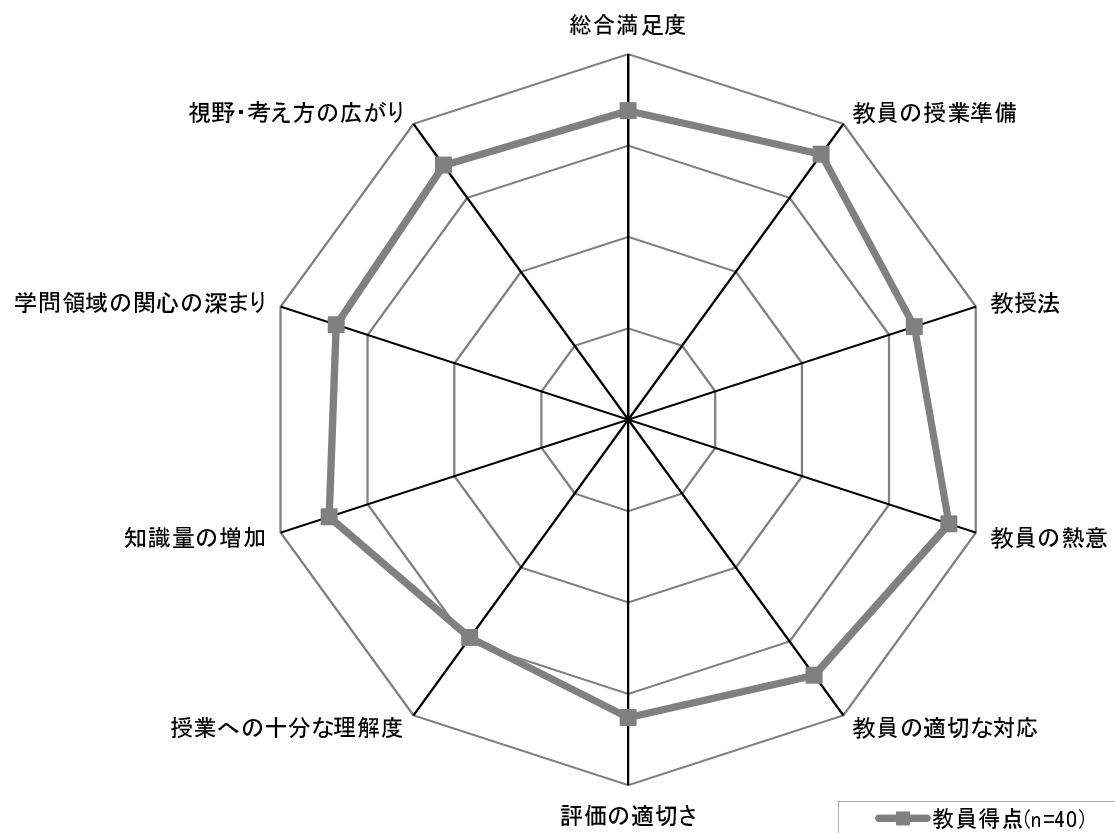 総合満足度
視野・考え方の広がり
教員の授業準備
学問領域の関心の深まり
教授法
知識量の増加
教員の熱意
授業への十分な理解度
教員の適切な対応
評価の適切さ
教員得点(n=40)